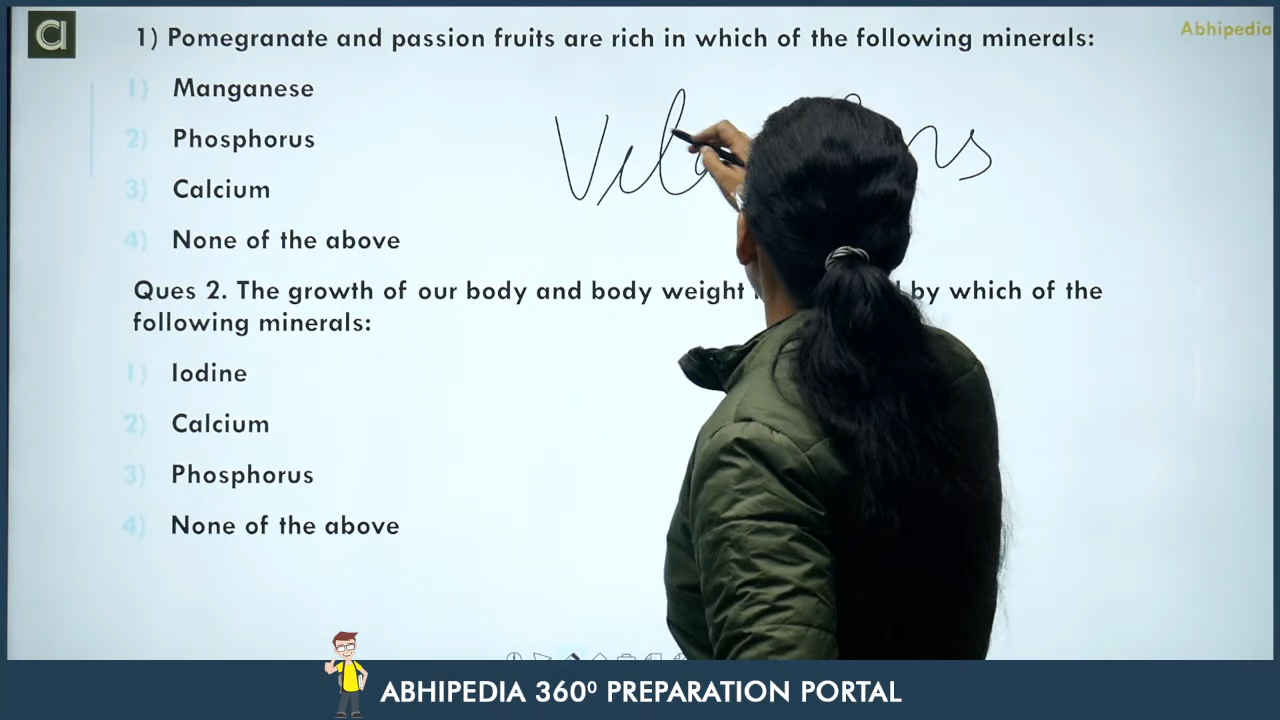 a
Abhipedia
1) Pomegranate and passion fruits are rich in which of the following minerals:
1) Manganese
2) Phosphorus
3) Calcium
4) None of the above
Ques 2. The growth of our body and body weight by which of the
following minerals:
1) Iodine
2) Calcium
3) Phosphorus
4) None of the above
ABHIPEDIA 360⁰ PREPARATION PORTAL